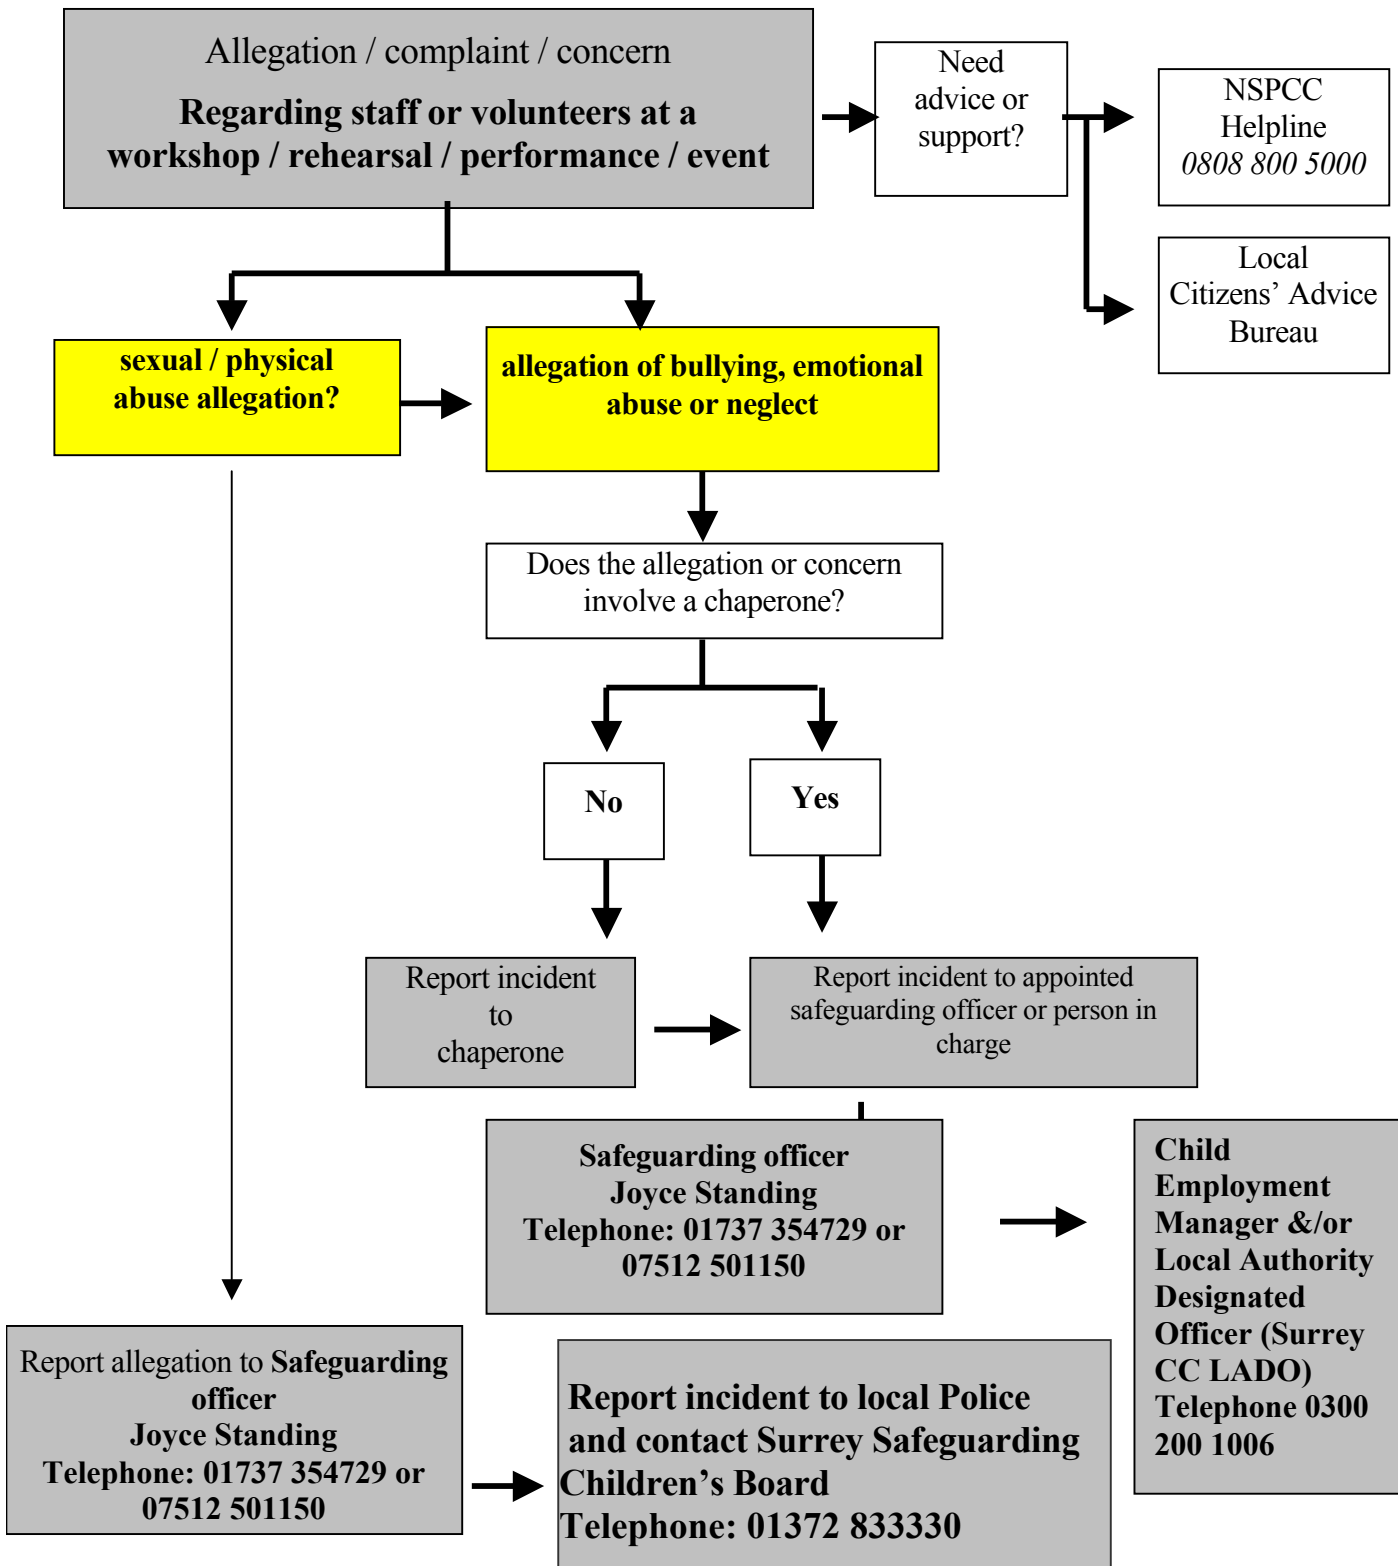 Allegation / complaint / concern
Regarding staff or volunteers at a
workshop / rehearsal / performance / event
Need
advice or
support?
NSPCC
Helpline
0808 800 5000
Local
Citizens’ Advice
Bureau
sexual / physical
abuse allegation?
allegation of bullying, emotional
abuse or neglect
Does the allegation or concern
involve a chaperone?
No
Yes
Report incident
to
chaperone
Report incident to appointed
safeguarding officer or person in
charge
Safeguarding officer
Joyce Standing
Telephone: 01737 354729 or
07512 501150
Child
Employment
Manager &/or
Local Authority
Designated
Officer (Surrey
CC LADO)
Telephone 0300
200 1006
Report allegation to Safeguarding
officer
Joyce Standing
Telephone: 01737 354729 or
07512 501150
Report incident to local Police
and contact Surrey Safeguarding
Children’s Board
Telephone: 01372 833330